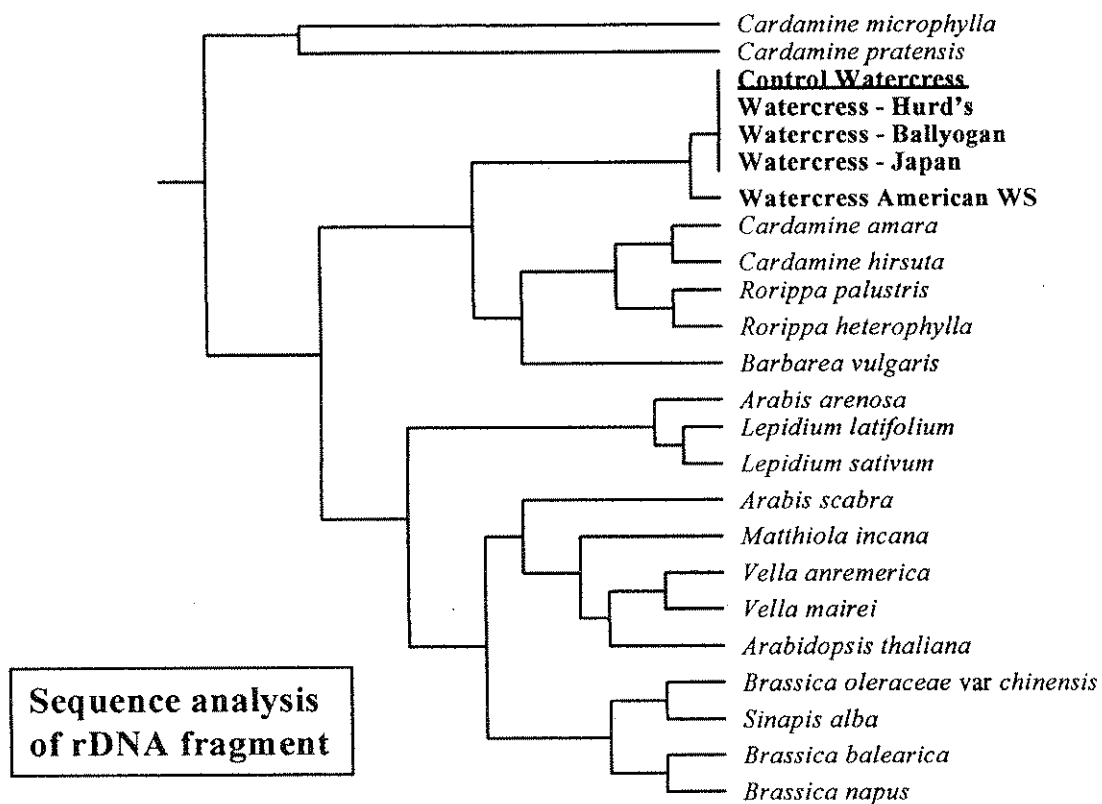 Cardamine microphylla
Cardamine pratensis
Control Watercress
Watercress - Hurd's
Watercress - Ballyogan
Watercress - Japan
Watercress American WS
Cardamine amara
Cardamine hirsuta
Rorippa palustris
Rorippa heterophylla
Barbarea vulgaris
Arabis arenosa
Lepidium latifolium
Lepidium sativum
Arabis scabra
Matthiola incana
Vella anremerica
Vella mairei
Arabidopsis thaliana
Brassica oleraceae var chinensis
Sinapis alba
Brassica balearica
Brassica napus
Sequence analysis
of rDNA fragment